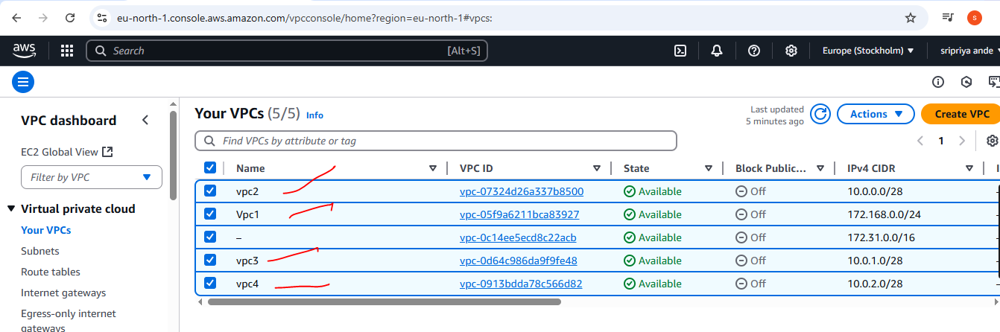 eu-north-1.console.aws.amazon.com/vpcconsole/home?region=eu-north-1#vpcs:
S
aws
Search [Alt+S]
Europe (Stockholm)
sripriya ande
VPC dashboard
EC2 Global View
Filter by VPC
Virtual private cloud
Your VPCs
Subnets
Route tables
Internet gateways
Egress-only internet
gateways
Your VPCs (5/5) Info
Last updated
5 minutes ago
Actions
Create VPC
Find VPCs by attribute or tag
1
Name VPC ID State Block Public... IPv4 CIDR
vpc2 vpc-07324d26a337b8500 Available Off 10.0.0.0/28
Vpc1 vpc-05f9a6211bca83927 Available Off 172.168.0.0/24
– vpc-0c14ee5ecd8c22acb Available Off 172.31.0.0/16
vpc3 vpc-0d64c986da9f9fe48 Available Off 10.0.1.0/28
vpc4 vpc-0913bdda78c566d82 Available Off 10.0.2.0/28